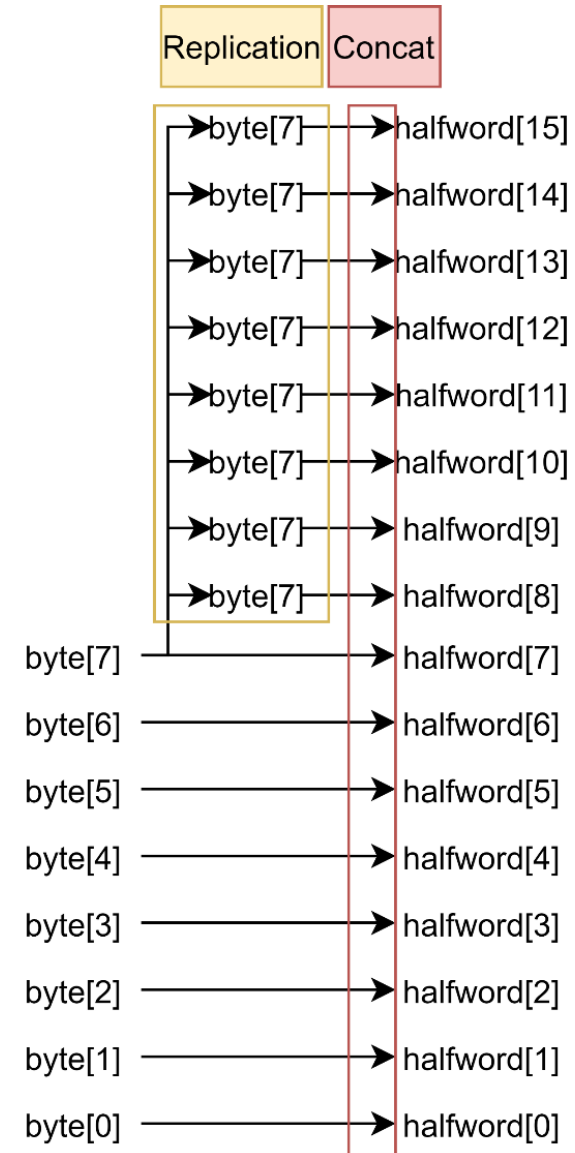 Replication Concat
byte[7] halfword[15]
byte[7] halfword[14]
byte[7] halfword[13]
byte[7] halfword[12]
byte[7] halfword[11]
byte[7] halfword[10]
byte[7] halfword[9]
byte[7] halfword[8]
byte[7] halfword[7]
byte[6] halfword[6]
byte[5] halfword[5]
byte[4] halfword[4]
byte[3] halfword[3]
byte[2] halfword[2]
byte[1] halfword[1]
byte[0] halfword[0]